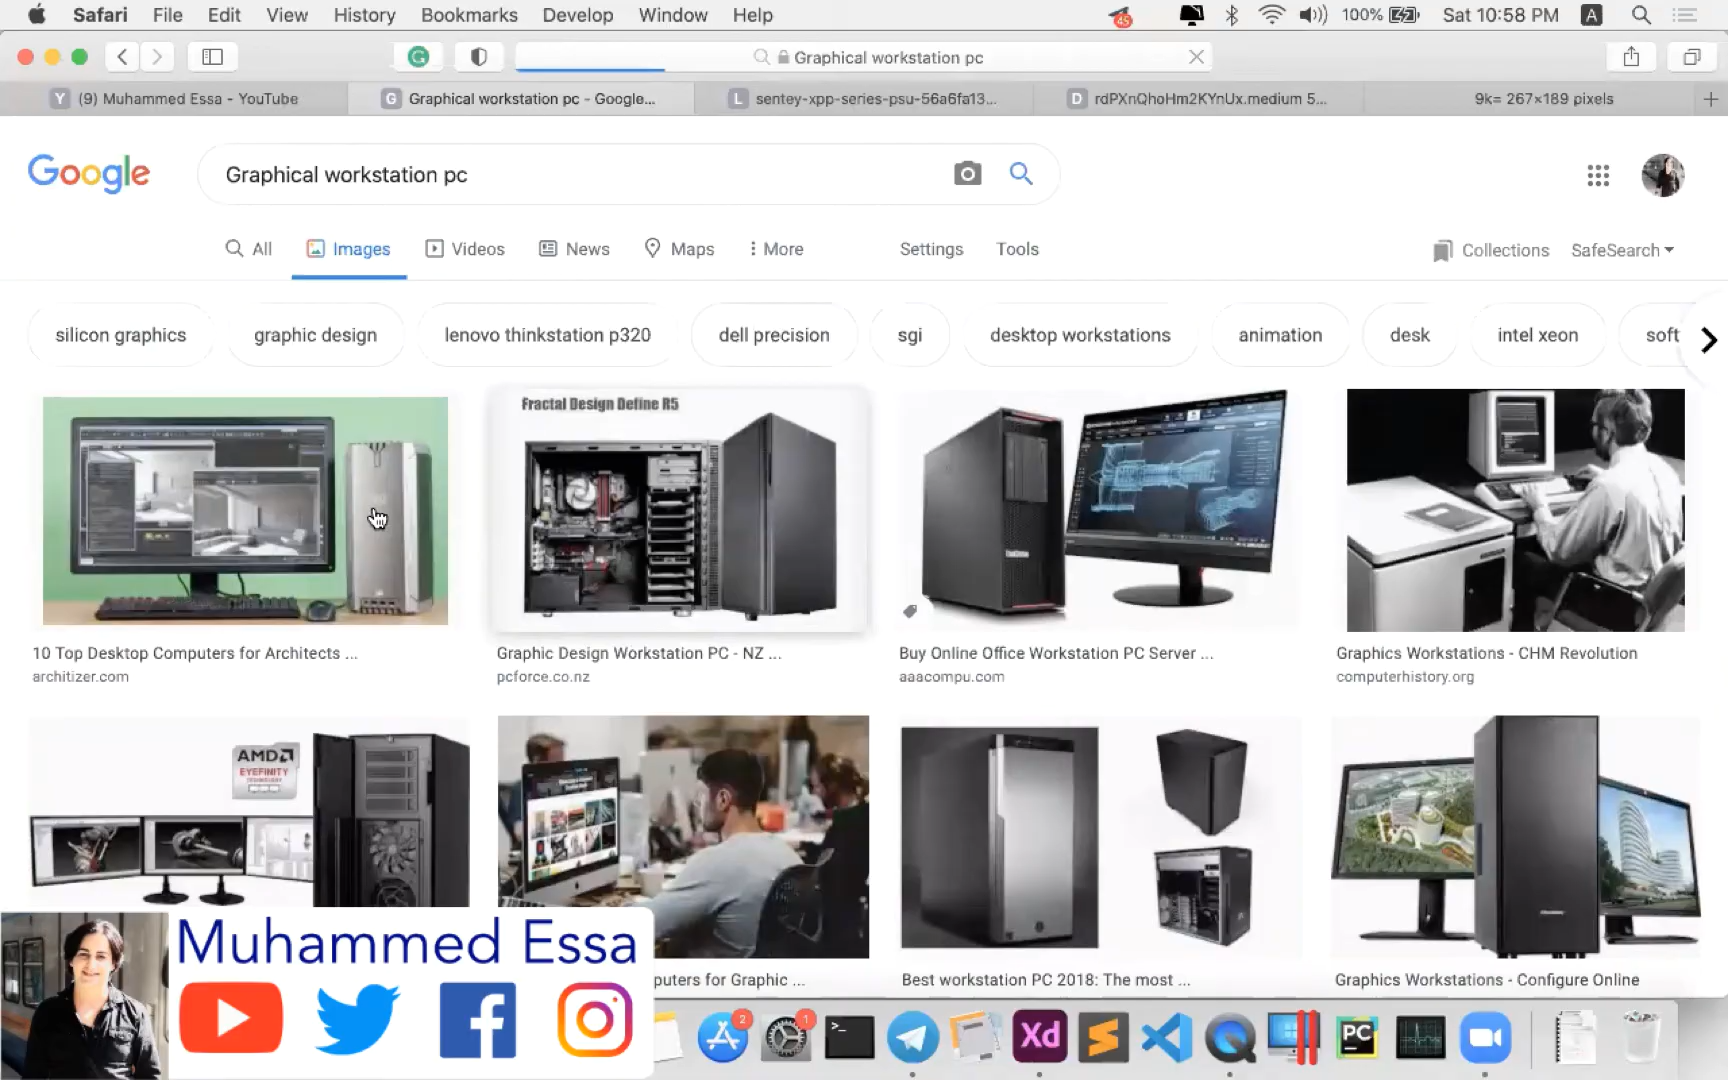 Safari File Edit View History Bookmarks Develop Window Help 45 100% Sat 10:58 PM A
G Graphical workstation pc
Y (9) Muhammed Essa - YouTube G Graphical workstation pc - Google... L sentey-xpp-series-psu-56a6fa13... D rdPXnQhoHm2KYnUx.medium 5... 9k= 267×189 pixels
Google Graphical workstation pc
All Images Videos News Maps More Settings Tools Collections SafeSearch
silicon graphics graphic design lenovo thinkstation p320 dell precision sgi desktop workstations animation desk intel xeon soft
Fractal Design Define R5
10 Top Desktop Computers for Architects ... Graphic Design Workstation PC - NZ ... Buy Online Office Workstation PC Server ... Graphics Workstations - CHM Revolution
architizer.com pcforce.co.nz aaacompu.com computerhistory.org
AMD
EYEFINITY
Muhammed Essa
puters for Graphic ... Best workstation PC 2018: The most ... Graphics Workstations - Configure Online
2 1 >_ Xd PC